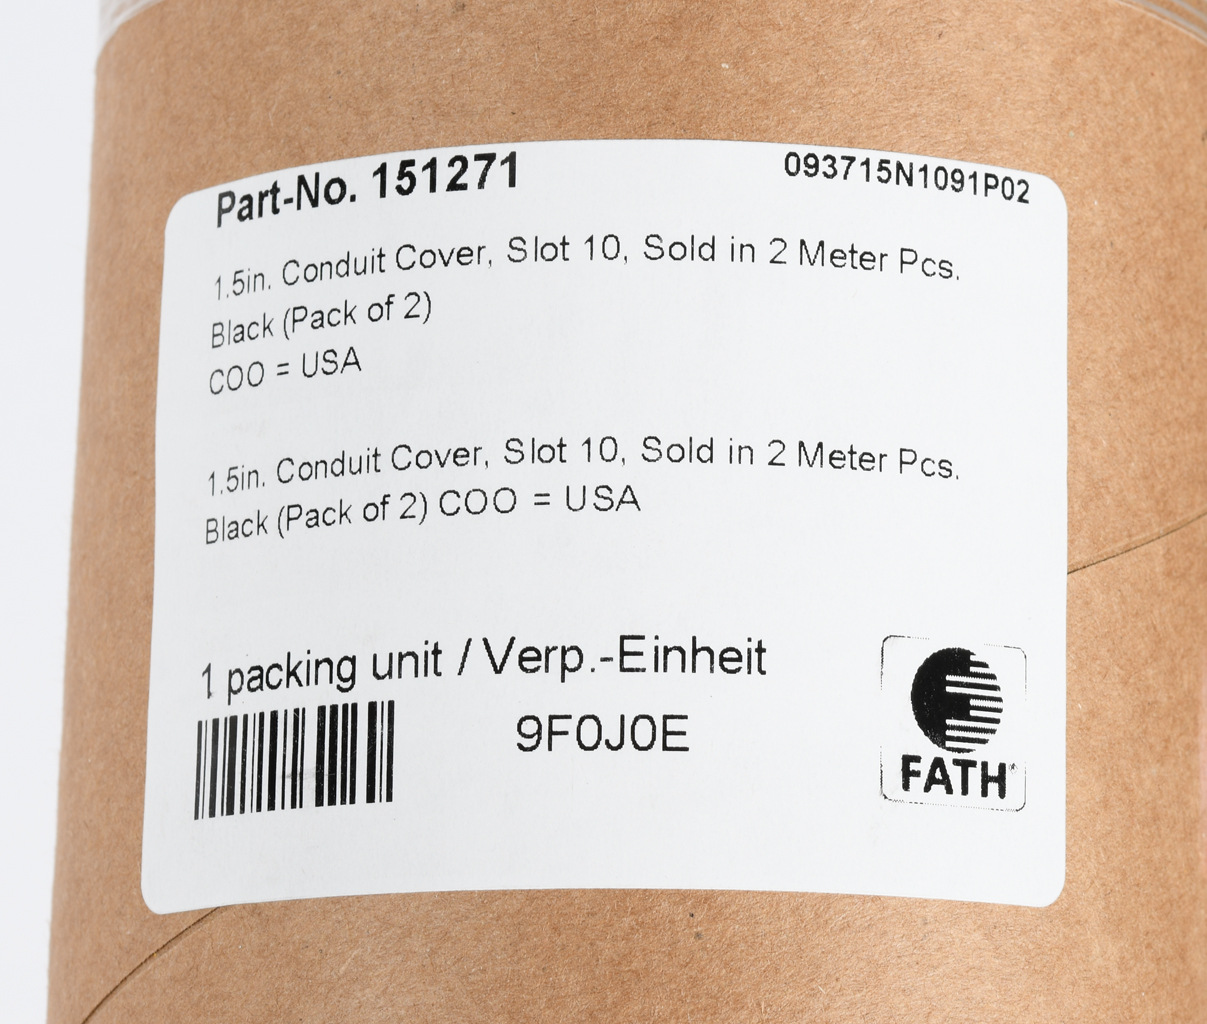 Part-No. 151271
093715N1091P02
1.5in. Conduit Cover, Slot 10, Sold in 2 Meter Pcs.
Black (Pack of 2)
COO = USA
1.5in. Conduit Cover, Slot 10, Sold in 2 Meter Pcs.
Black (Pack of 2) COO = USA
1 packing unit / Verp.-Einheit
9F0J0E
FATH